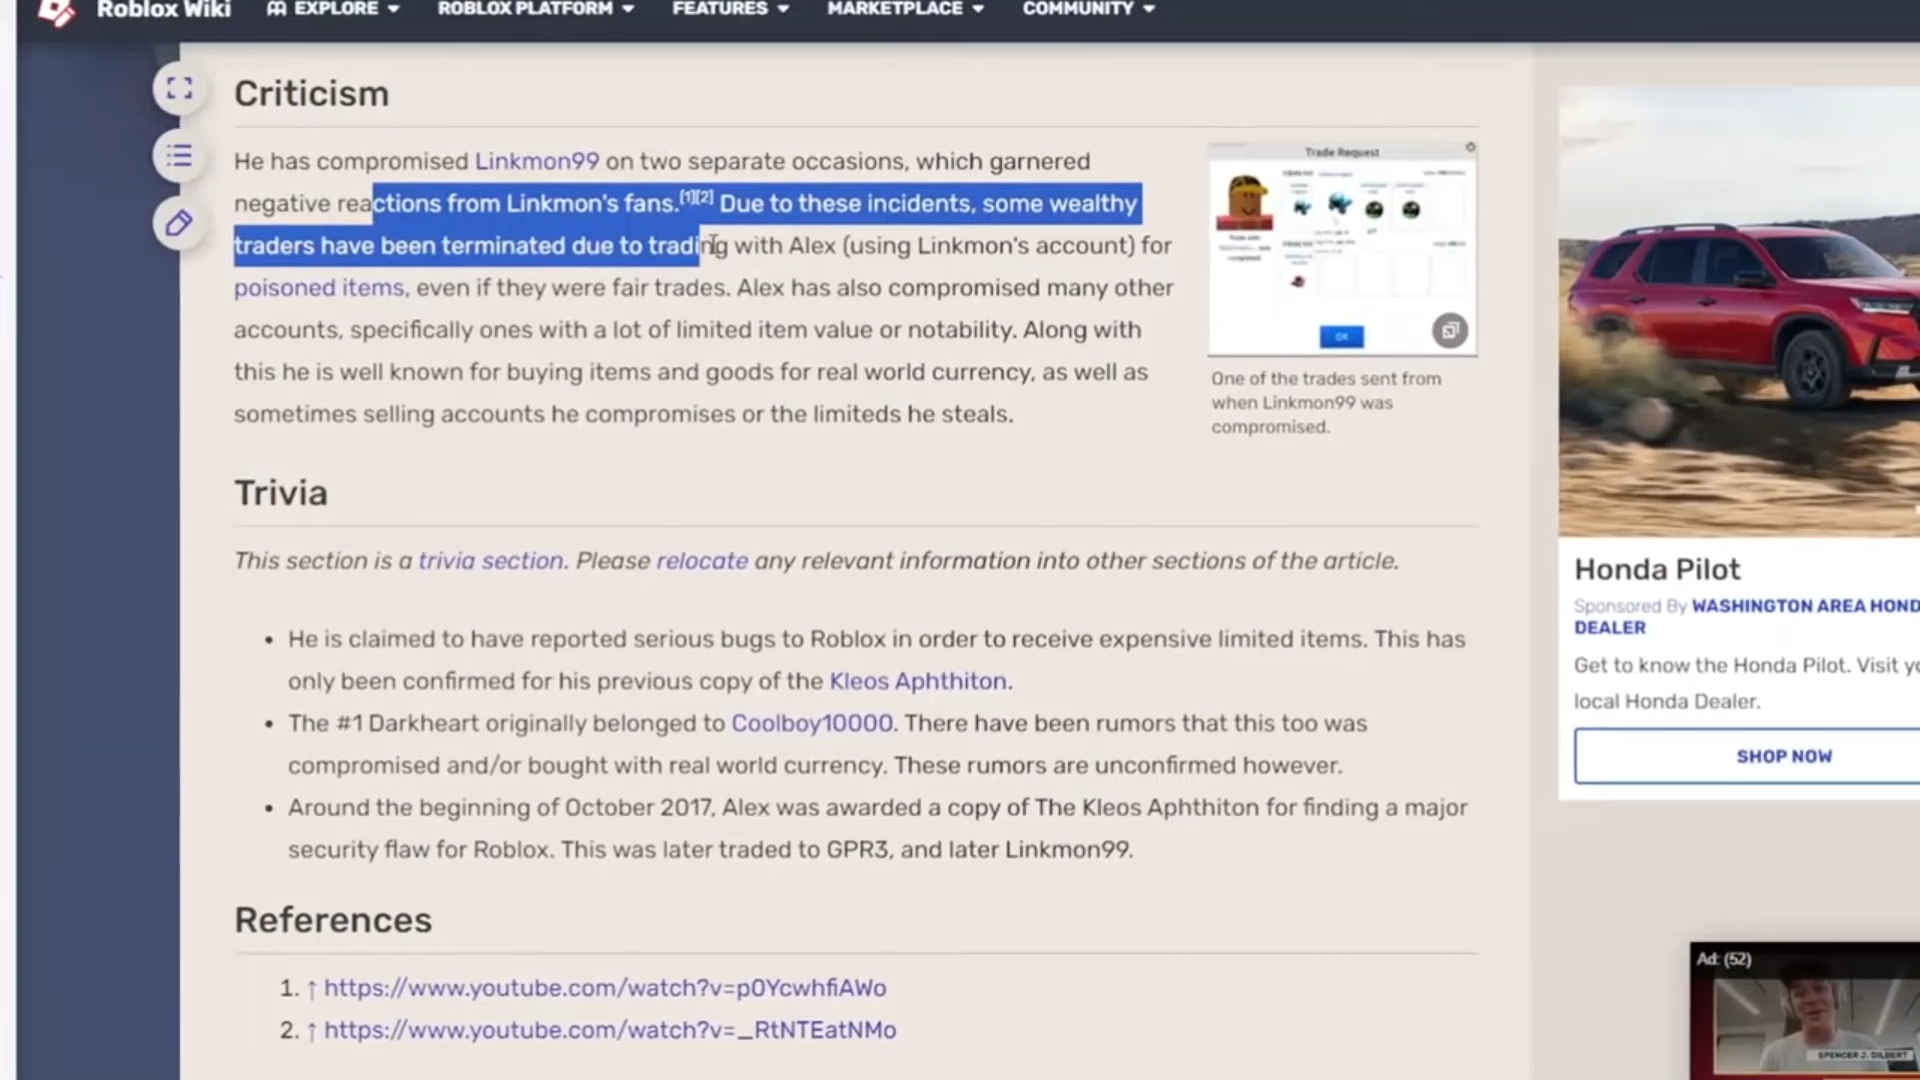 Roblox Wiki
EXPLORE
ROBLOX PLATFORM
FEATURES
MARKETPLACE
COMMUNITY
Criticism
He has compromised Linkmon99 on two separate occasions, which garnered
negative reactions from Linkmon's fans.[1][2] Due to these incidents, some wealthy
traders have been terminated due to trading with Alex (using Linkmon's account) for
poisoned items, even if they were fair trades. Alex has also compromised many other
accounts, specifically ones with a lot of limited item value or notability. Along with
this he is well known for buying items and goods for real world currency, as well as
sometimes selling accounts he compromises or the limiteds he steals.
Trade Request
OK
One of the trades sent from
when Linkmon99 was
compromised.
Trivia
This section is a trivia section. Please relocate any relevant information into other sections of the article.
• He is claimed to have reported serious bugs to Roblox in order to receive expensive limited items. This has
only been confirmed for his previous copy of the Kleos Aphthiton.
• The #1 Darkheart originally belonged to Coolboy10000. There have been rumors that this too was
compromised and/or bought with real world currency. These rumors are unconfirmed however.
• Around the beginning of October 2017, Alex was awarded a copy of The Kleos Aphthiton for finding a major
security flaw for Roblox. This was later traded to GPR3, and later Linkmon99.
References
1. ↑ https://www.youtube.com/watch?v=p0YcwhfiAWo
2. ↑ https://www.youtube.com/watch?v=_RtNTEatNMo
Honda Pilot
Sponsored By WASHINGTON AREA HOND
DEALER
Get to know the Honda Pilot. Visit yo
local Honda Dealer.
SHOP NOW
Ad: (52)
SPENCER J. GILBERT